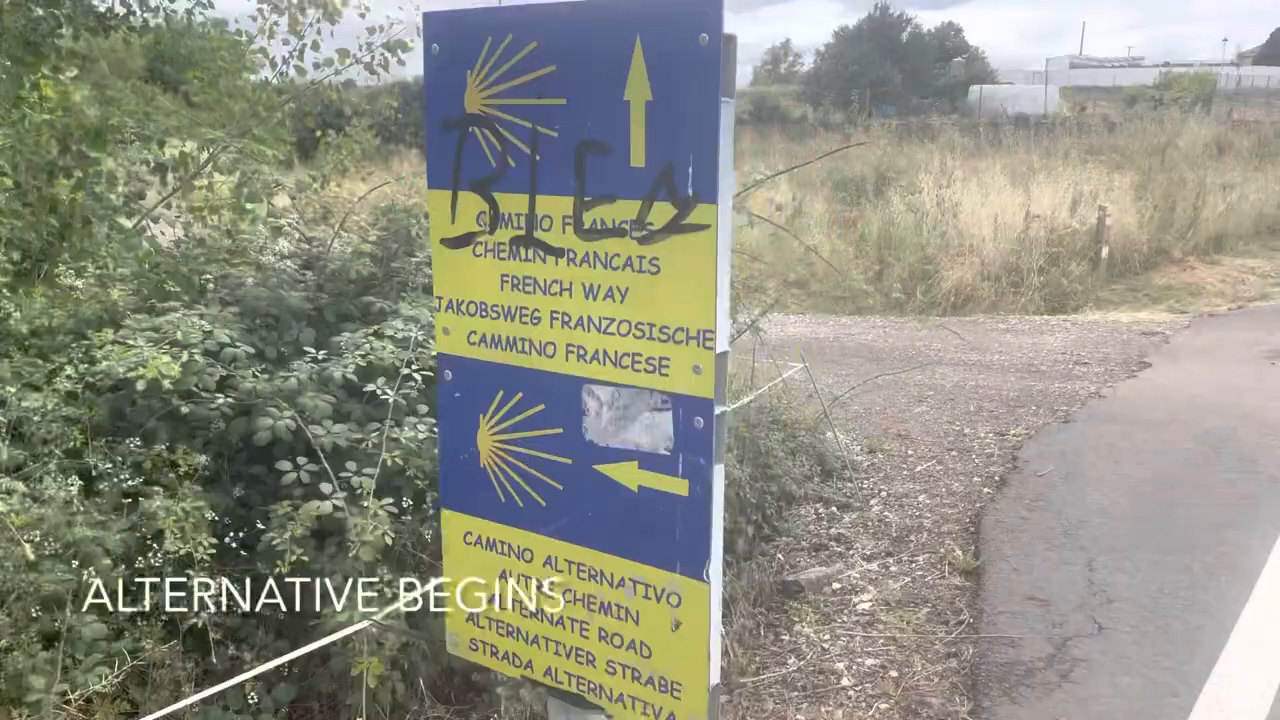 BIEN
CAMINO FRANCES
CHEMIN FRANCAIS
FRENCH WAY
JAKOBSWEG FRANZOSISCHE
CAMMINO FRANCESE
CAMINO ALTERNATIVO
AUTRE CHEMIN
ALTERNATE ROAD
ALTERNATIVER STRABE
STRADA ALTERNATIVA
ALTERNATIVE BEGINS